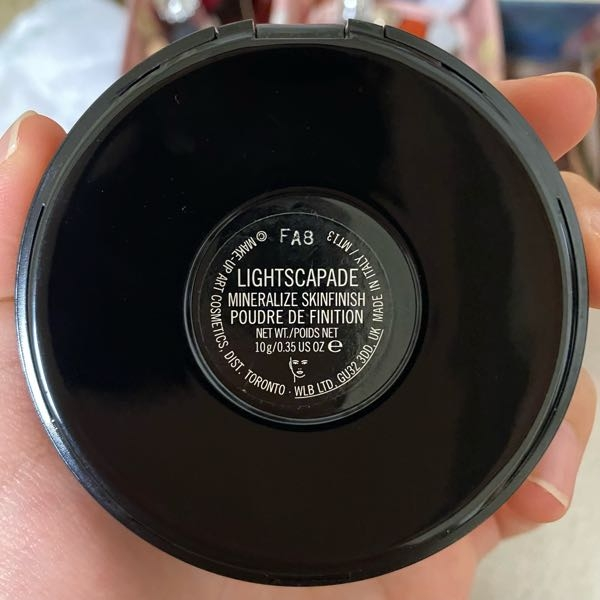 FA8
LIGHTSCAPADE
MINERALIZE SKINFINISH
POUDRE DE FINITION
NET WT./POIDS NET
10g/0.35 US OZ ℮
© MAKE-UP ART COSMETICS, DIST. TORONTO · WLB LTD. GU32 3DD, UK MADE IN ITALY / MT13